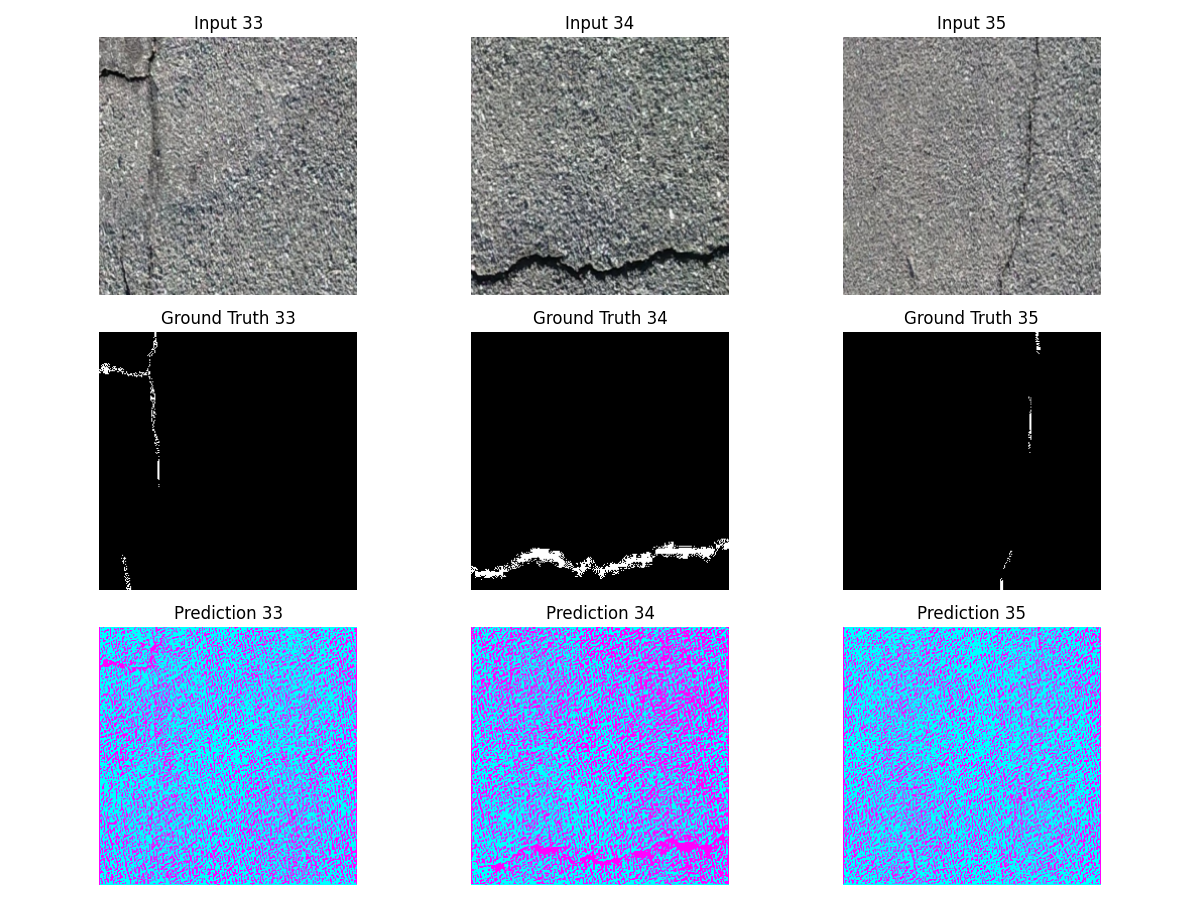 Input 33
Input 34
Input 35
Ground Truth 33
Ground Truth 34
Ground Truth 35
Prediction 33
Prediction 34
Prediction 35